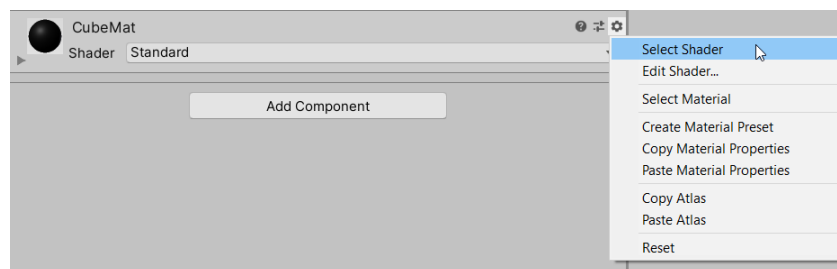 CubeMat
Shader Standard
Add Component
Select Shader
Edit Shader...
Select Material
Create Material Preset
Copy Material Properties
Paste Material Properties
Copy Atlas
Paste Atlas
Reset